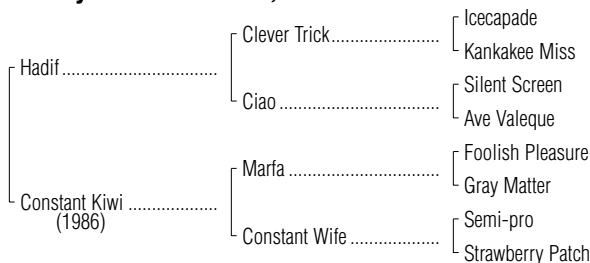 Icecapade
Clever Trick
Kankakee Miss
Hadif
Silent Screen
Ciao
Ave Valeque
Foolish Pleasure
Marfa
Gray Matter
Constant Kiwi
(1986)
Semi-pro
Constant Wife
Strawberry Patch